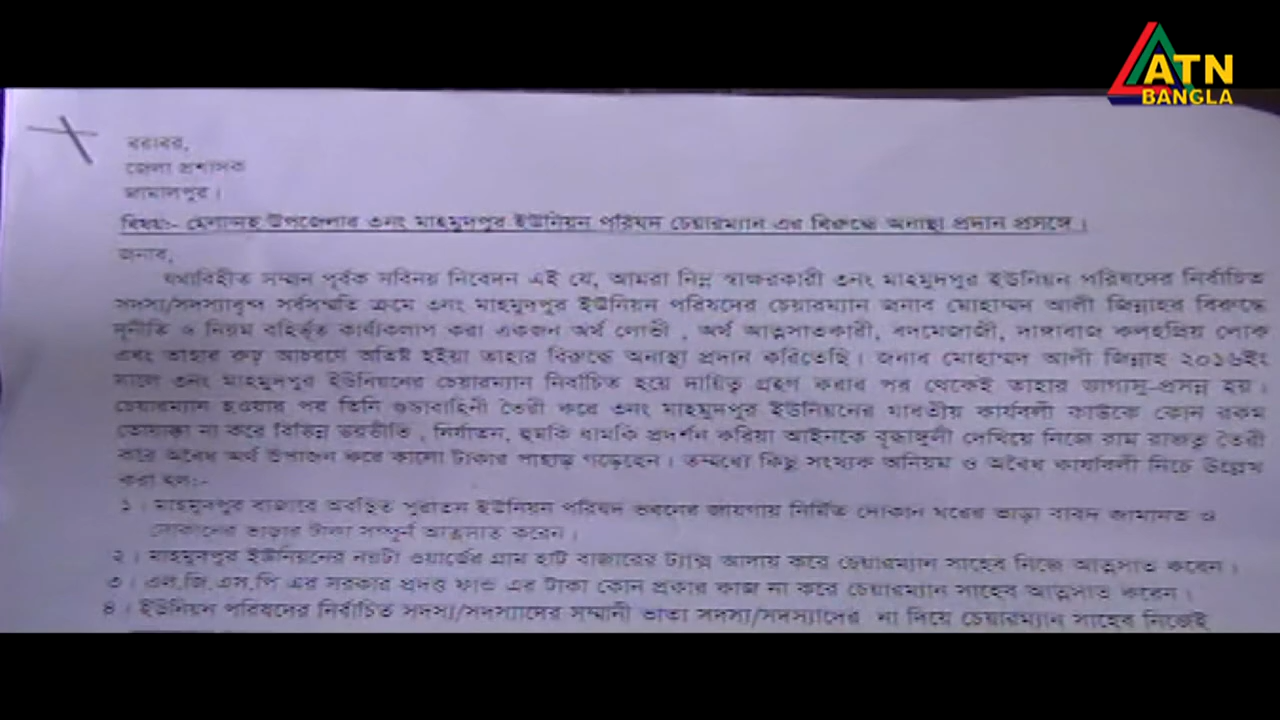 ATN
BANGLA
বরাবর,
জেলা প্রশাসক
জামালপুর।
বিষয়:- মেলান্দহ উপজেলার ৩নং মাহমুদপুর ইউনিয়ন পরিষদ চেয়ারম্যান এর বিরুদ্ধে অনাস্থা প্রদান প্রসঙ্গে।
জনাব,
যথাবিহীত সম্মান পূর্বক সবিনয় নিবেদন এই যে, আমরা নিম্ন স্বাক্ষরকারী ৩নং মাহমুদপুর ইউনিয়ন পরিষদের নির্বাচিত
সদস্য/সদস্যাবৃন্দ সর্বসম্মতি ক্রমে ৩নং মাহমুদপুর ইউনিয়ন পরিষদের চেয়ারম্যান জনাব মোহাম্মদ আলী জিন্নাহর বিরুদ্ধে
দূর্নীতি ও নিয়ম বহির্ভূত কার্যকলাপ করা একজন অর্থ লোভী , অর্থ আত্নসাতকারী, বদমেজাজী, দাঙ্গাবাজ কলহপ্রিয় লোক
এবং তাহার রুঢ় আচরণে অতিষ্ট হইয়া তাহার বিরুদ্ধে অনাস্থা প্রদান করিতেছি। জনাব মোহাম্মদ আলী জিন্নাহ ২০১৬ইং
সালে ৩নং মাহমুদপুর ইউনিয়নের চেয়ারম্যান নির্বাচিত হয়ে দায়িত্ব গ্রহণ করার পর থেকেই তাহার ভাগ্য সু-প্রসন্ন হয়।
চেয়ারম্যান হওয়ার পর তিনি গুন্ডাবাহিনী তৈরী করে ৩নং মাহমুদপুর ইউনিয়নের যাবতীয় কার্যবলী কাউকে কোন রকম
তোয়াক্কা না করে বিভিন্ন ভয়ভীতি , নির্যাতন, হুমকি ধামকি প্রদর্শন করিয়া আইনকে বৃদ্ধাঙ্গুলী দেখিয়ে নিজে রাম রাজত্ব তৈরী
করে অবৈধ অর্থ উপার্জন করে কালো টাকার পাহাড় গড়েছেন। তন্মধ্যে কিছু সংখ্যক অনিয়ম ও অবৈধ কার্যাবলী নিচে উল্লেখ
করা হল:-
১। মাহমুদপুর বাজারে অবস্থিত পুরাতন ইউনিয়ন পরিষদ ভবনের জায়গায় নির্মিত দোকান ঘরের ভাড়া বাবদ জামানত ও
দোকানের ভাড়ার টাকা সম্পূর্ন আত্নসাত করেন।
২। মাহমুদপুর ইউনিয়নের নয়টা ওয়ার্ডের গ্রাম হাট বাজারের ট্যাক্স আদায় করে চেয়ারম্যান সাহেব নিজে আত্নসাত করেন।
৩। এল.জি.এস.পি এর সরকার প্রদত্ত ফান্ড এর টাকা কোন প্রকার কাজ না করে চেয়ারম্যান সাহেব আত্নসাত করেন।
৪। ইউনিয়ন পরিষদের নির্বাচিত সদস্য/সদস্যাদের সম্মানী ভাতা সদস্য/সদস্যাদের না দিয়ে চেয়ারম্যান সাহেব নিজেই